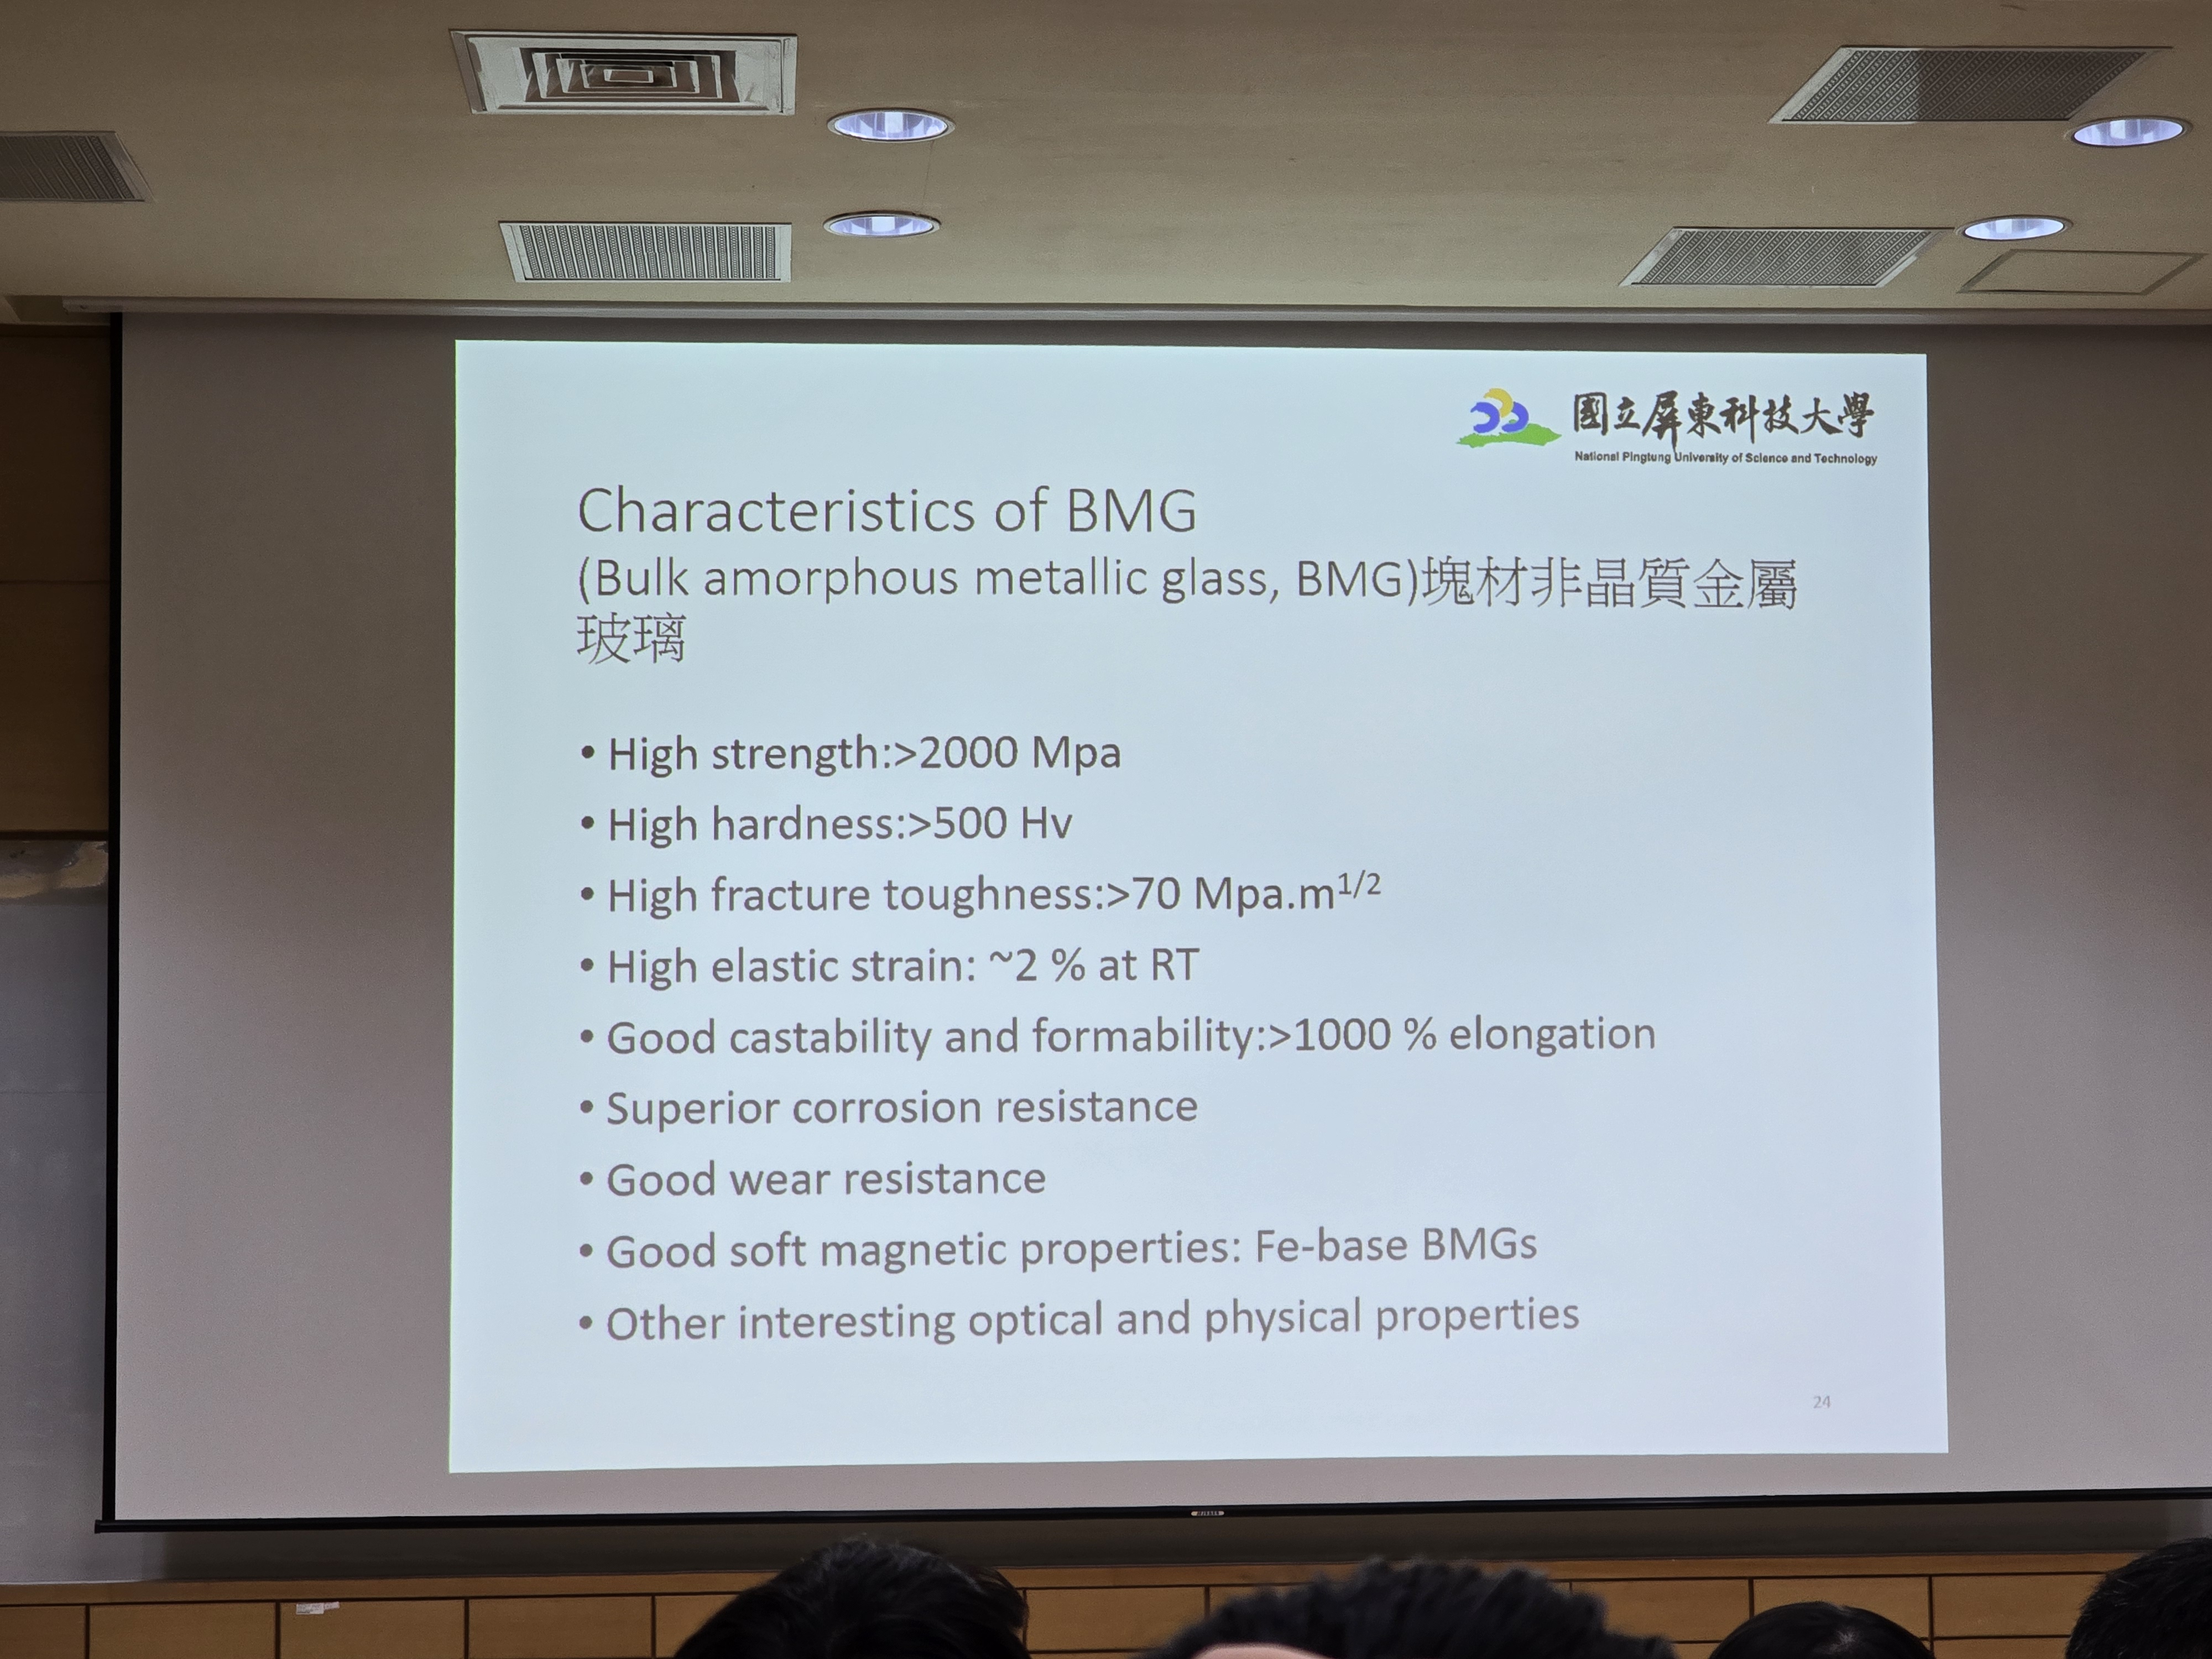 國立屏東科技大學
National Pingtung University of Science and Technology
Characteristics of BMG
(Bulk amorphous metallic glass, BMG)塊材非晶質金屬
玻璃
• High strength:>2000 Mpa
• High hardness:>500 Hv
• High fracture toughness:>70 Mpa.m^1/2
• High elastic strain: ~2 % at RT
• Good castability and formability:>1000 % elongation
• Superior corrosion resistance
• Good wear resistance
• Good soft magnetic properties: Fe-base BMGs
• Other interesting optical and physical properties
24